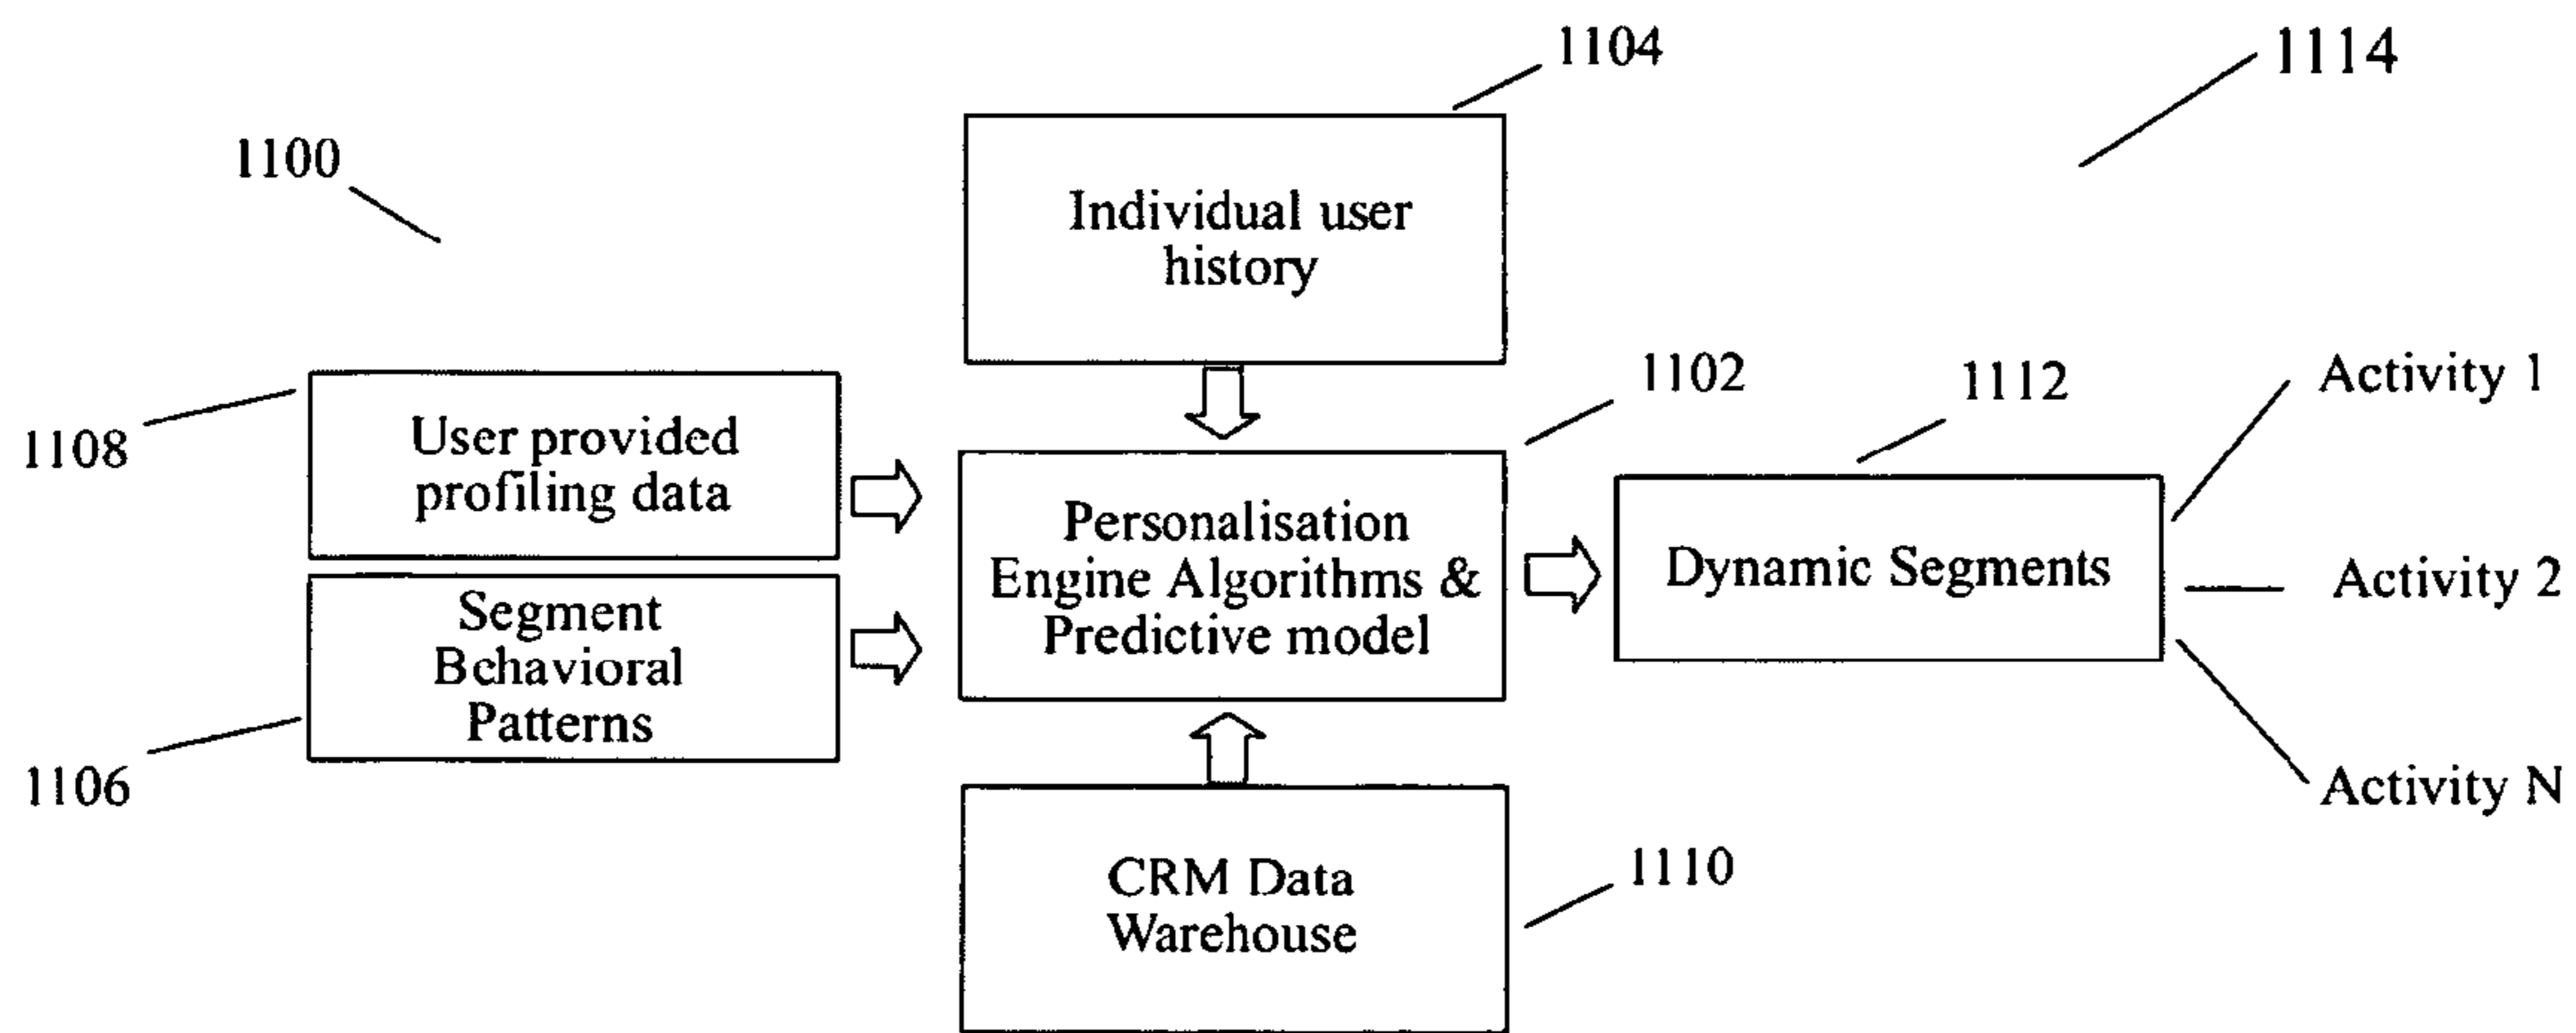 1104
1114
1100
Individual user
history
1102
1112
Activity 1
1108
User provided
profiling data
Personalisation
Engine Algorithms &
Predictive model
Dynamic Segments
Activity 2
Segment
Behavioral
Patterns
1106
Activity N
CRM Data
Warehouse
1110